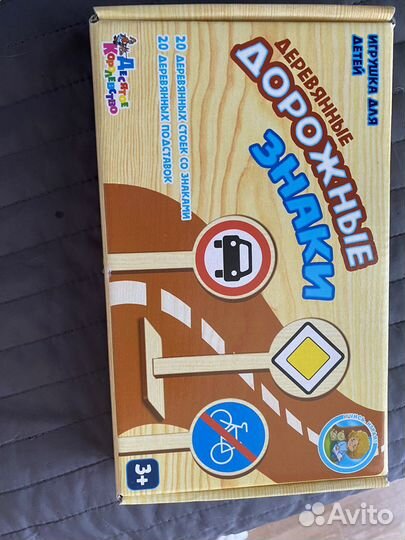 ДЕСЯТОЕ
КОРОЛЕВСТВО
ИГРУШКА ДЛЯ
ДЕТЕЙ
ДЕРЕВЯННЫЕ
ДОРОЖНЫЕ
ЗНАКИ
20 ДЕРЕВЯННЫХ СТОЕК СО ЗНАКАМИ
20 ДЕРЕВЯННЫХ ПОДСТАВОК
3+
Avito